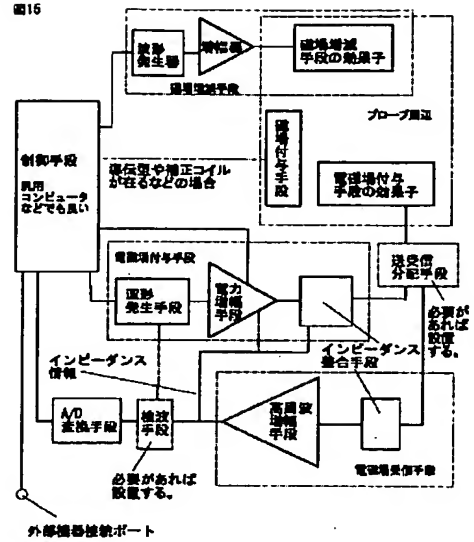 図15
波形
発生器
増幅器
磁場増減
手段の効果子
磁場増減手段
プローブ周辺
制御手段
汎用
コンピュータ
などでも良い
超伝型や補正コイル
が在るなどの場合
磁場付与
手段
電磁場付与
手段の効果子
電磁場付与手段
波形
発生手段
電力
増幅
手段
送受信
分配手段
必要が
あれば
設置
する。
インピーダンス
情報
インピーダンス
整合手段
A/D
変換手段
検波
手段
高周波
増幅
手段
必要があれば
設置する。
電磁場受信手段
外部機器接続ポート